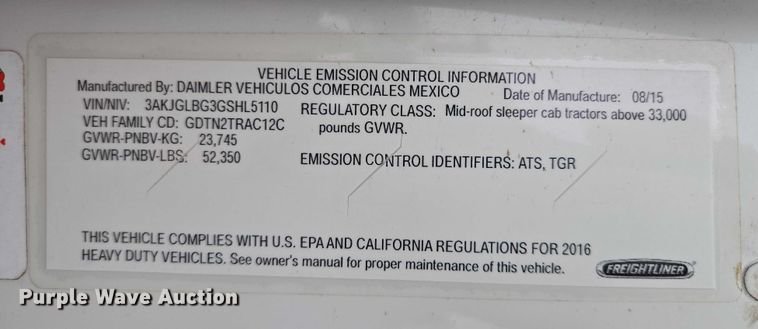 VEHICLE EMISSION CONTROL INFORMATION
Manufactured By: DAIMLER VEHICULOS COMERCIALES MEXICO Date of Manufacture: 08/15
VIN/NIV: 3AKJGLBG3GSHL5110 REGULATORY CLASS: Mid-roof sleeper cab tractors above 33,000
VEH FAMILY CD: GDTN2TRAC12C pounds GVWR.
GVWR-PNBV-KG: 23,745
GVWR-PNBV-LBS: 52,350 EMISSION CONTROL IDENTIFIERS: ATS, TGR
THIS VEHICLE COMPLIES WITH U.S. EPA AND CALIFORNIA REGULATIONS FOR 2016
HEAVY DUTY VEHICLES. See owner's manual for proper maintenance of this vehicle.
FREIGHTLINER
Purple Wave Auction